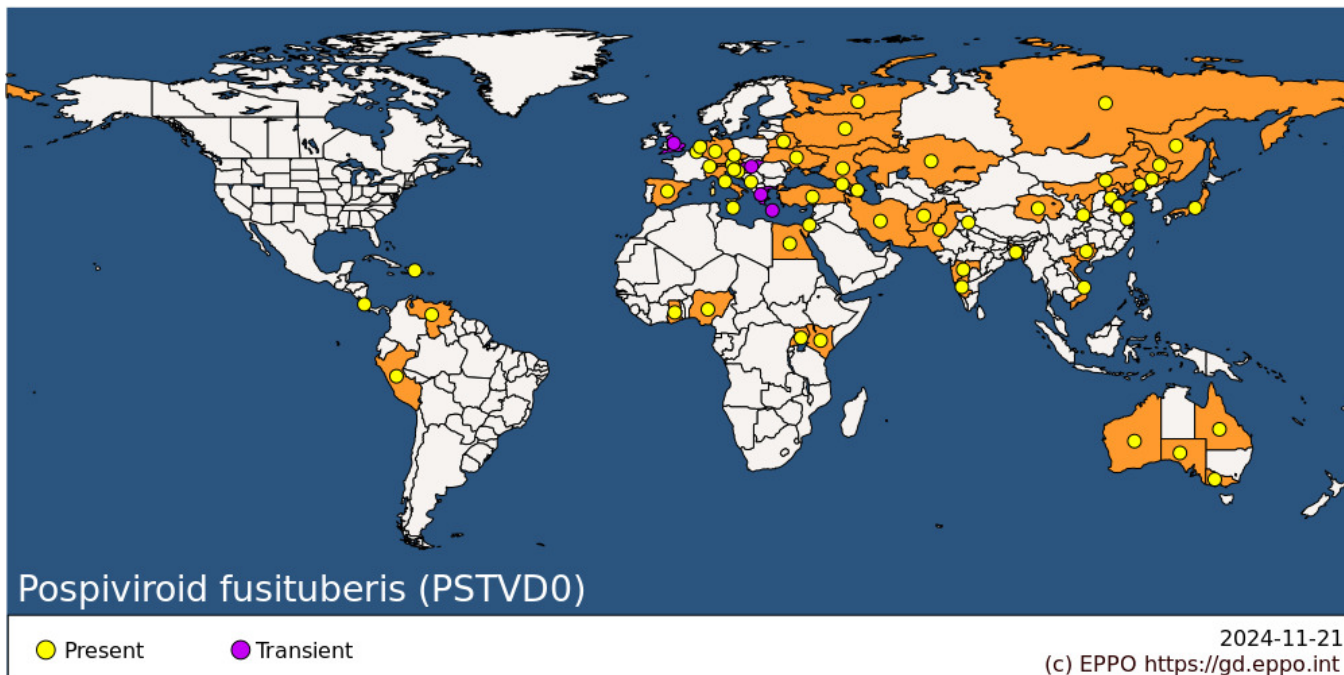 Pospiviroid fusituberis (PSTVD0)
Present
Transient
2024-11-21
(c) EPPO https://gd.eppo.int